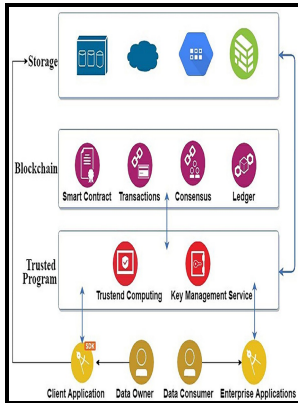 Storage
Blockchain
Smart Contract Transactions Consensus Ledger
Trusted
Program
Trustend Computing Key Management Service
SDK
Client Application Data Owner Data Consumer Enterprise Applications